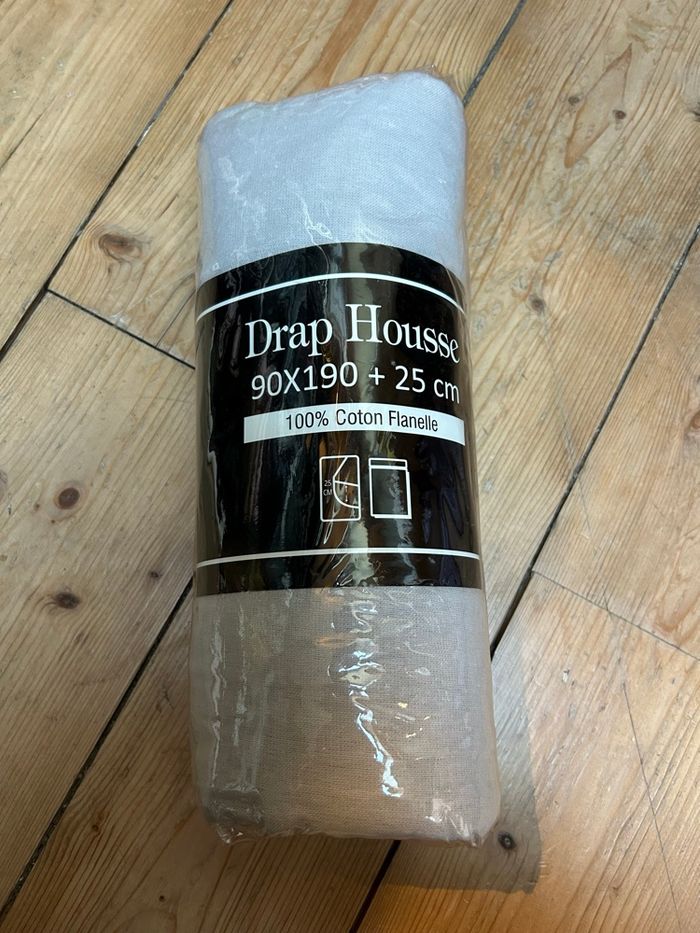 Drap Housse
90X190 + 25 cm
100% Coton Flanelle
25
CM